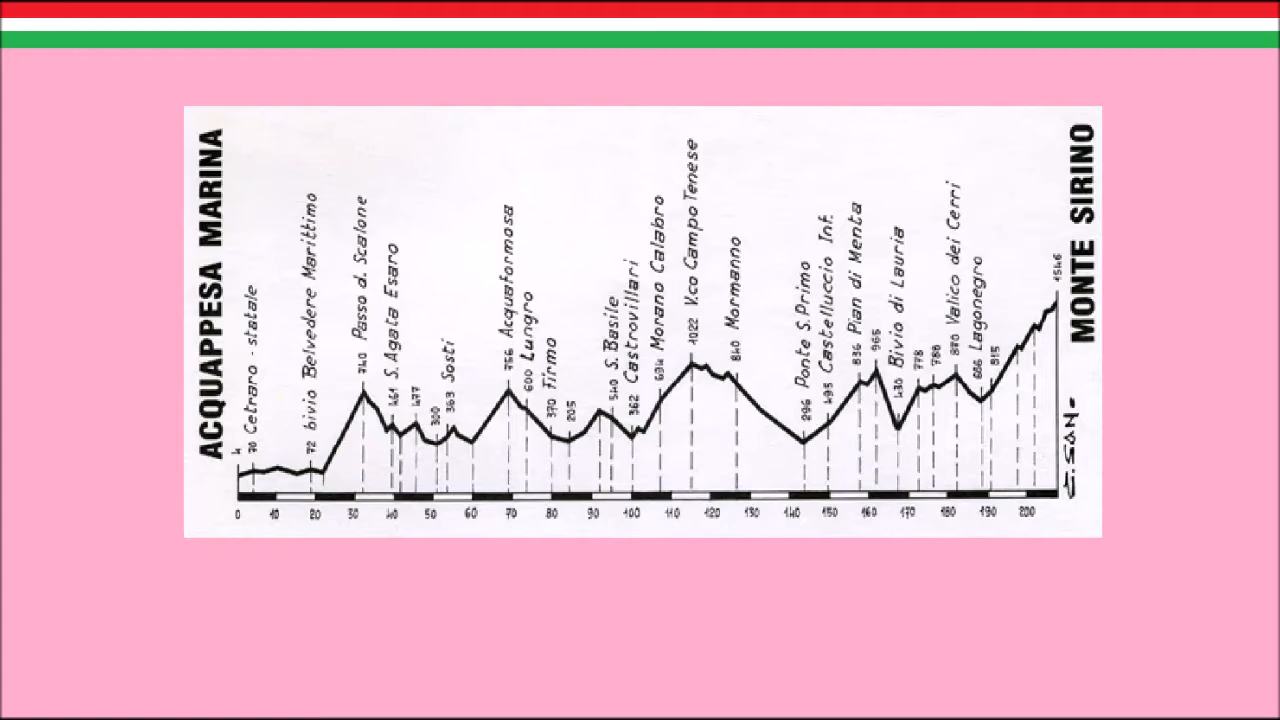 ACQUAPPESA MARINA
4
70 Cetraro - statale
72 bivio Belvedere Marittimo
740 Passo d. Scalone
461 S. Agata Esaro
477
300
363 Sosti
756 Acquaformosa
600 Lungro
370 Firmo
205
540 S. Basile
362 Castrovillari
694 Morano Calabro
1022 V.co Campo Tenese
840 Mormanno
296 Ponte S. Primo
495 Castelluccio Inf.
836 Pian di Menta
965
430 Bivio di Lauria
778
788
870 Valico dei Cerri
666 Lagonegro
815
1546
MONTE SIRINO
0 10 20 30 40 50 60 70 80 90 100 110 120 130 140 150 160 170 180 190 200